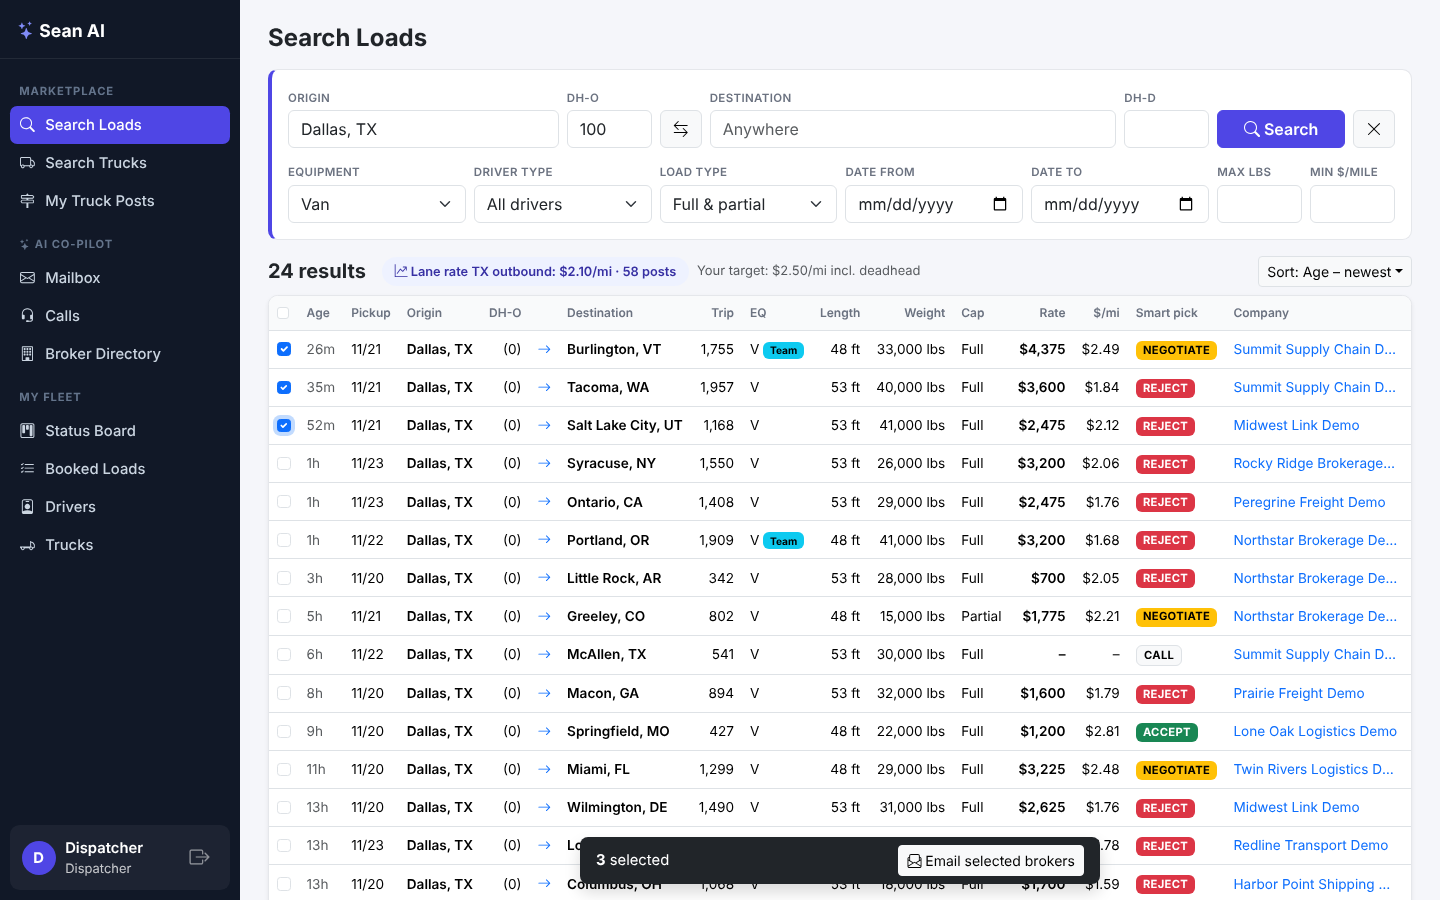 Sean AI
MARKETPLACE
Search Loads
Search Trucks
My Truck Posts
AI CO-PILOT
Mailbox
Calls
Broker Directory
MY FLEET
Status Board
Booked Loads
Drivers
Trucks
D
Dispatcher
Dispatcher
Search Loads
ORIGIN DH-O DESTINATION DH-D
Dallas, TX 100 Anywhere Search
EQUIPMENT DRIVER TYPE LOAD TYPE DATE FROM DATE TO MAX LBS MIN $/MILE
Van All drivers Full & partial mm/dd/yyyy mm/dd/yyyy
24 results Lane rate TX outbound: $2.10/mi · 58 posts Your target: $2.50/mi incl. deadhead Sort: Age – newest
Age Pickup Origin DH-O Destination Trip EQ Length Weight Cap Rate $/mi Smart pick Company
26m 11/21 Dallas, TX (0) → Burlington, VT 1,755 V Team 48 ft 33,000 lbs Full $4,375 $2.49 NEGOTIATE Summit Supply Chain D...
35m 11/21 Dallas, TX (0) → Tacoma, WA 1,957 V 53 ft 40,000 lbs Full $3,600 $1.84 REJECT Summit Supply Chain D...
52m 11/21 Dallas, TX (0) → Salt Lake City, UT 1,168 V 53 ft 41,000 lbs Full $2,475 $2.12 REJECT Midwest Link Demo
1h 11/23 Dallas, TX (0) → Syracuse, NY 1,550 V 53 ft 26,000 lbs Full $3,200 $2.06 REJECT Rocky Ridge Brokerage...
1h 11/23 Dallas, TX (0) → Ontario, CA 1,408 V 53 ft 29,000 lbs Full $2,475 $1.76 REJECT Peregrine Freight Demo
1h 11/22 Dallas, TX (0) → Portland, OR 1,909 V Team 48 ft 41,000 lbs Full $3,200 $1.68 REJECT Northstar Brokerage De...
3h 11/20 Dallas, TX (0) → Little Rock, AR 342 V 53 ft 28,000 lbs Full $700 $2.05 REJECT Northstar Brokerage De...
5h 11/21 Dallas, TX (0) → Greeley, CO 802 V 48 ft 15,000 lbs Partial $1,775 $2.21 NEGOTIATE Northstar Brokerage De...
6h 11/22 Dallas, TX (0) → McAllen, TX 541 V 53 ft 30,000 lbs Full – – CALL Summit Supply Chain D...
8h 11/20 Dallas, TX (0) → Macon, GA 894 V 53 ft 32,000 lbs Full $1,600 $1.79 REJECT Prairie Freight Demo
9h 11/20 Dallas, TX (0) → Springfield, MO 427 V 48 ft 22,000 lbs Full $1,200 $2.81 ACCEPT Lone Oak Logistics Demo
11h 11/20 Dallas, TX (0) → Miami, FL 1,299 V 48 ft 29,000 lbs Full $3,225 $2.48 NEGOTIATE Twin Rivers Logistics D...
13h 11/20 Dallas, TX (0) → Wilmington, DE 1,490 V 53 ft 31,000 lbs Full $2,625 $1.76 REJECT Midwest Link Demo
13h 11/23 Dallas, TX (0) → .78 REJECT Redline Transport Demo
3 selected Email selected brokers
13h 11/20 Dallas, TX (0) → Columbus, OH 1,068 V 48 ft 18,000 lbs Full $1,700 $1.59 REJECT Harbor Point Shipping ...